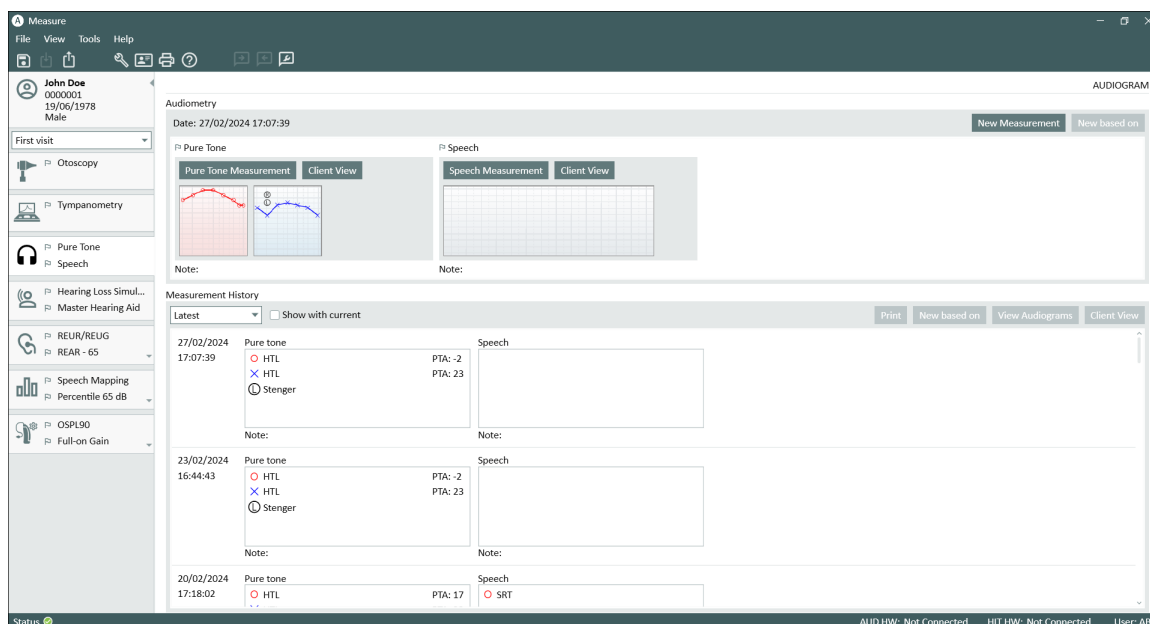 Measure
File View Tools Help
John Doe
0000001
19/06/1978
Male
First visit
Otoscopy
Tympanometry
Pure Tone
Speech
Hearing Loss Simul...
Master Hearing Aid
REUR/REUG
REAR - 65
Speech Mapping
Percentile 65 dB
OSPL90
Full-on Gain
AUDIOGRAM
Audiometry
Date: 27/02/2024 17:07:39
New Measurement New based on
Pure Tone
Pure Tone Measurement Client View
R
L
Note:
Speech
Speech Measurement Client View
Note:
Measurement History
Latest Show with current
Print New based on View Audiograms Client View
27/02/2024 Pure tone Speech
17:07:39 HTL PTA: -2
HTL PTA: 23
L Stenger
Note: Note:
23/02/2024 Pure tone Speech
16:44:43 HTL PTA: -2
HTL PTA: 23
L Stenger
Note: Note:
20/02/2024 Pure tone Speech
17:18:02 HTL PTA: 17 SRT
Status AUD HW: Not Connected HIT HW: Not Connected User: AB